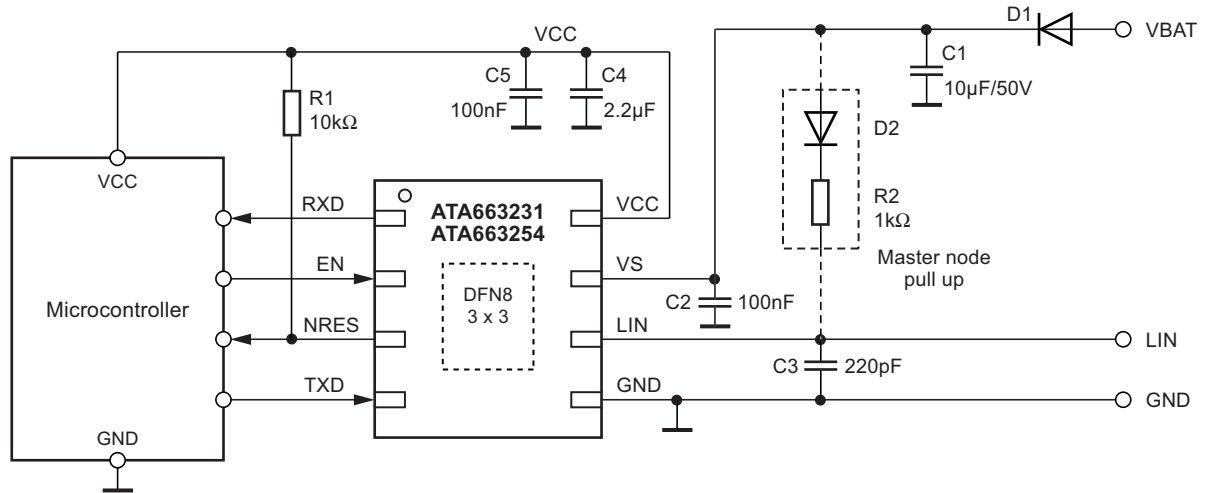 D1
VBAT
VCC
C5
100nF
C4
2.2µF
C1
10µF/50V
R1
10kΩ
D2
R2
1kΩ
Master node
pull up
VCC
Microcontroller
GND
RXD
EN
NRES
TXD
ATA663231
ATA663254
DFN8
3 x 3
VCC
VS
LIN
GND
C2
100nF
C3
220pF
LIN
GND